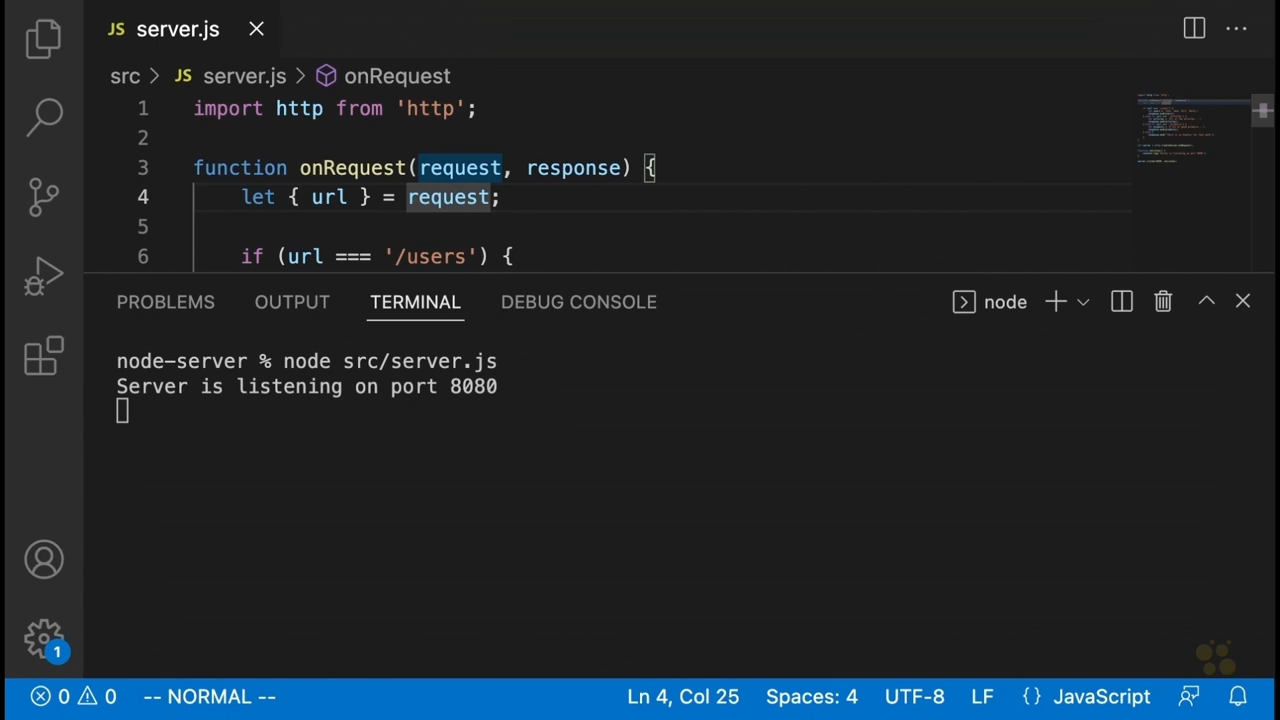 JS server.js
src > JS server.js > onRequest
1 import http from 'http';
2
3 function onRequest(request, response) {
4 let { url } = request;
5
6 if (url === '/users') {
PROBLEMS OUTPUT TERMINAL DEBUG CONSOLE node
node-server % node src/server.js
Server is listening on port 8080
1
0 0 -- NORMAL -- Ln 4, Col 25 Spaces: 4 UTF-8 LF {} JavaScript